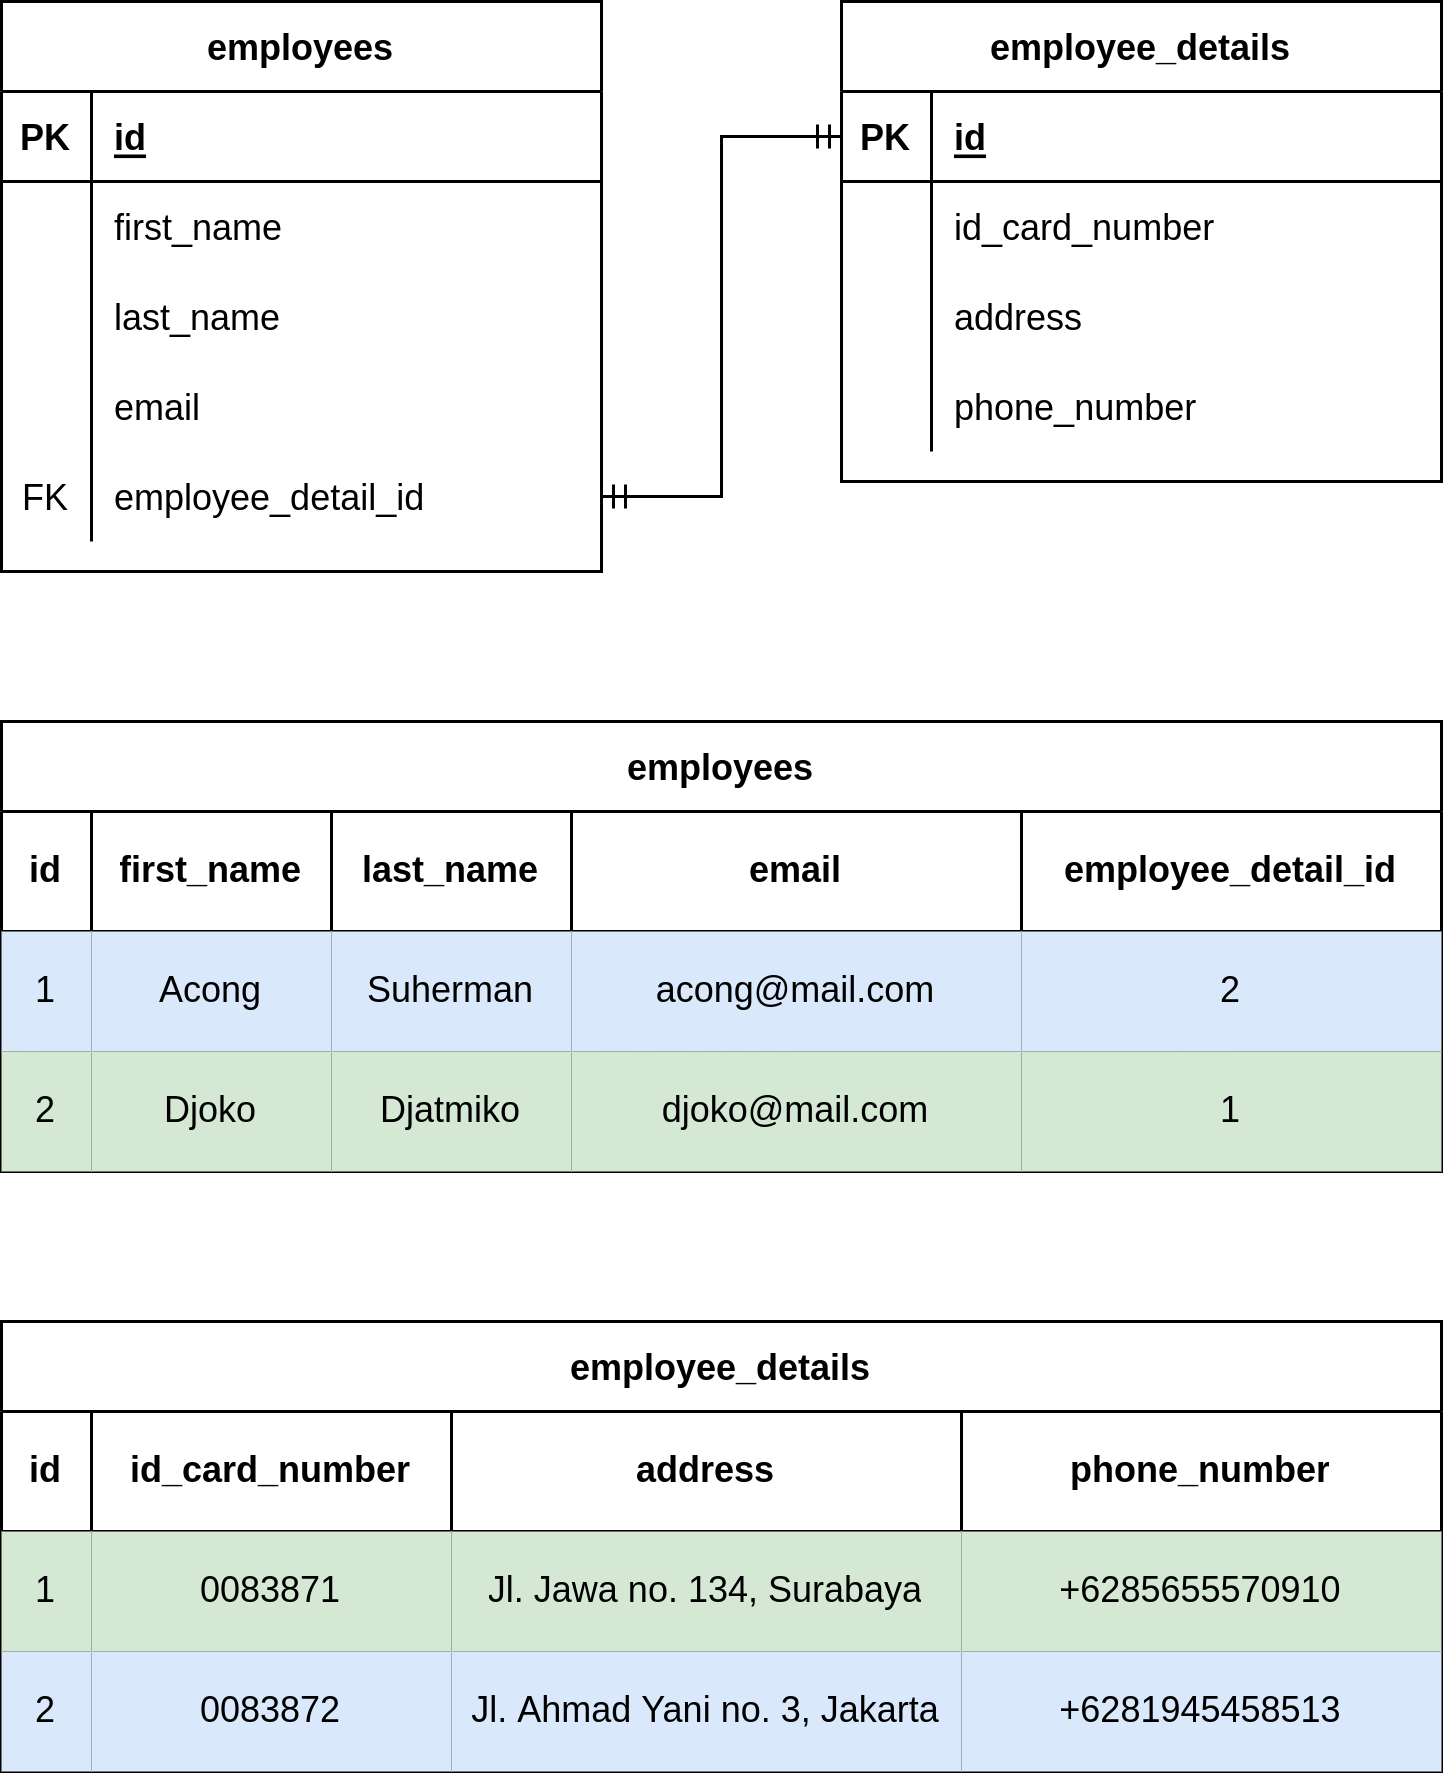 employees
PK id
first_name
last_name
email
FK employee_detail_id
employee_details
PK id
id_card_number
address
phone_number
employees
id first_name last_name email employee_detail_id
1 Acong Suherman acong@mail.com 2
2 Djoko Djatmiko djoko@mail.com 1
employee_details
id id_card_number address phone_number
1 0083871 Jl. Jawa no. 134, Surabaya +6285655570910
2 0083872 Jl. Ahmad Yani no. 3, Jakarta +6281945458513